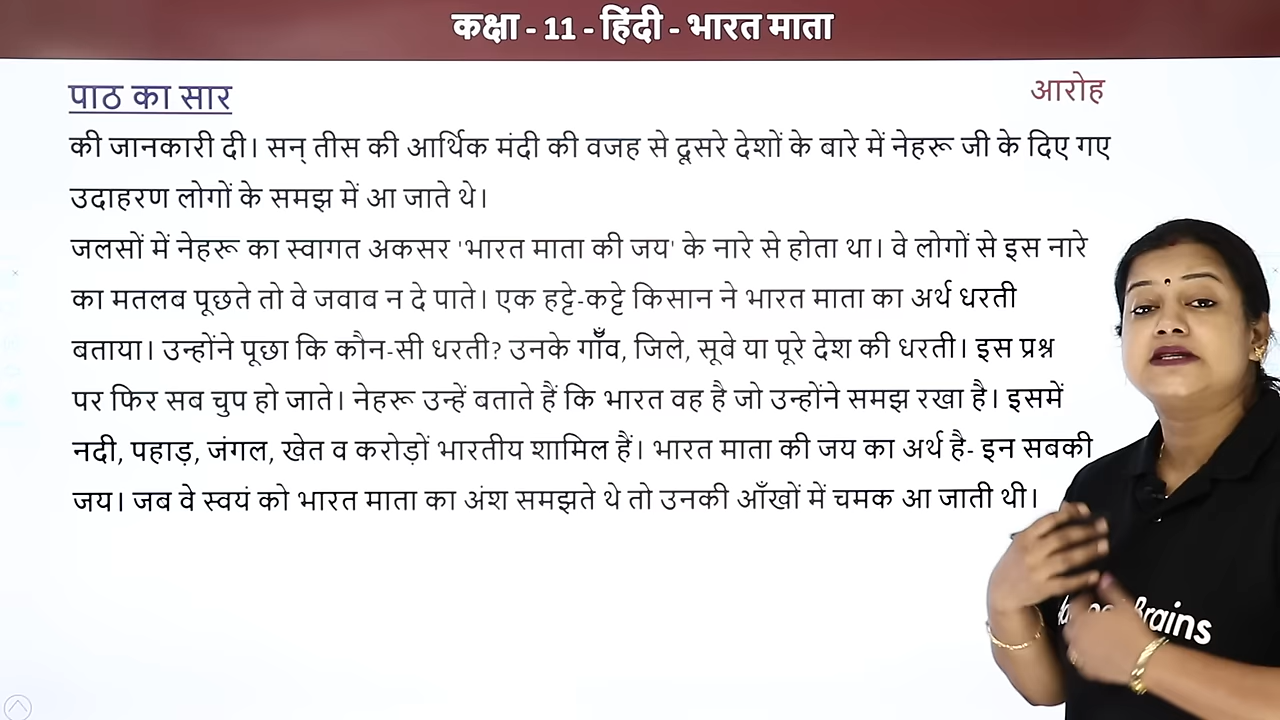 कक्षा - 11 - हिंदी - भारत माता
पाठ का सार
आरोह
की जानकारी दी। सन् तीस की आर्थिक मंदी की वजह से दूसरे देशों के बारे में नेहरू जी के दिए गए
उदाहरण लोगों के समझ में आ जाते थे।
जलसों में नेहरू का स्वागत अकसर 'भारत माता की जय' के नारे से होता था। वे लोगों से इस नारे
का मतलब पूछते तो वे जवाब न दे पाते। एक हट्टे-कट्टे किसान ने भारत माता का अर्थ धरती
बताया। उन्होंने पूछा कि कौन-सी धरती? उनके गाँव, जिले, सूबे या पूरे देश की धरती। इस प्रश्न
पर फिर सब चुप हो जाते। नेहरू उन्हें बताते हैं कि भारत वह है जो उन्होंने समझ रखा है। इसमें
नदी, पहाड़, जंगल, खेत व करोड़ों भारतीय शामिल हैं। भारत माता की जय का अर्थ है- इन सबकी
जय। जब वे स्वयं को भारत माता का अंश समझते थे तो उनकी आँखों में चमक आ जाती थी।
Brains